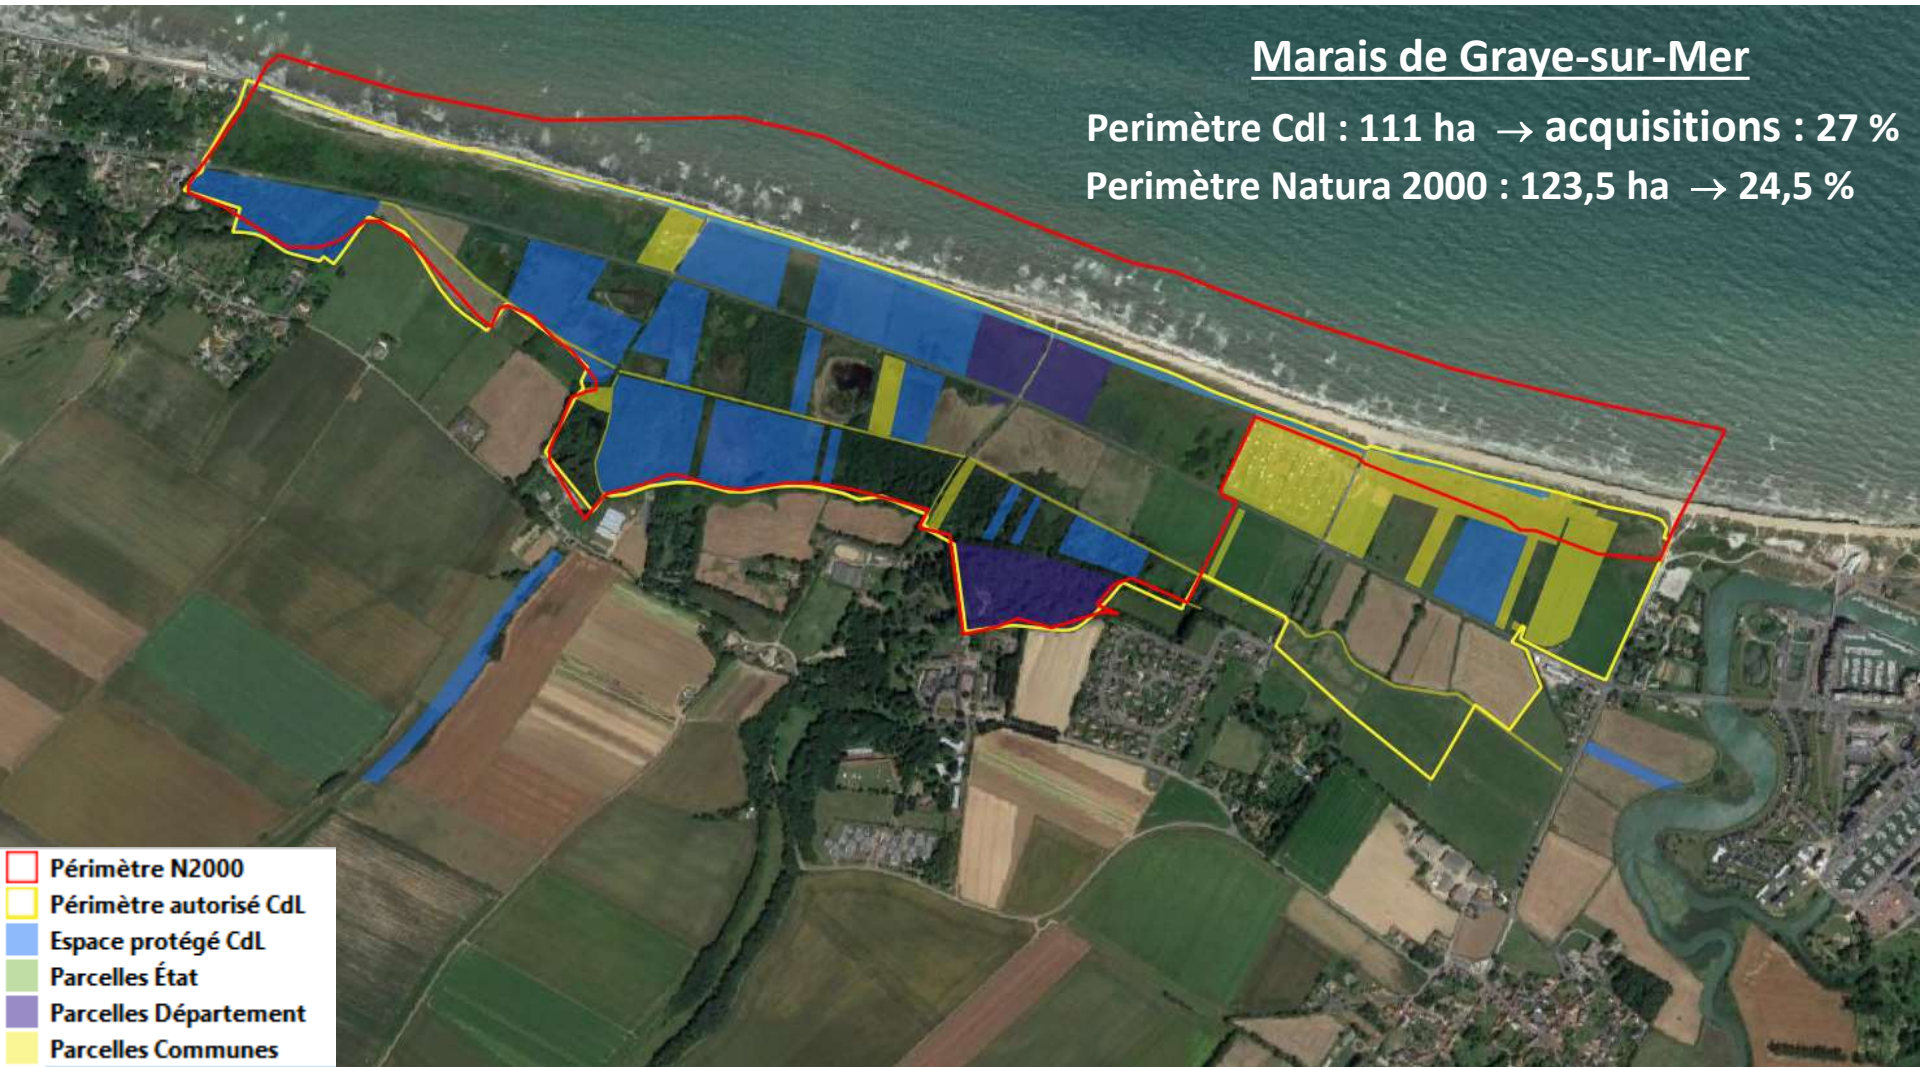 Marais de Graye-sur-Mer
Perimètre Cdl : 111 ha → acquisitions : 27 %
Perimètre Natura 2000 : 123,5 ha → 24,5 %
Périmètre N2000
Périmètre autorisé CdL
Espace protégé CdL
Parcelles État
Parcelles Département
Parcelles Communes